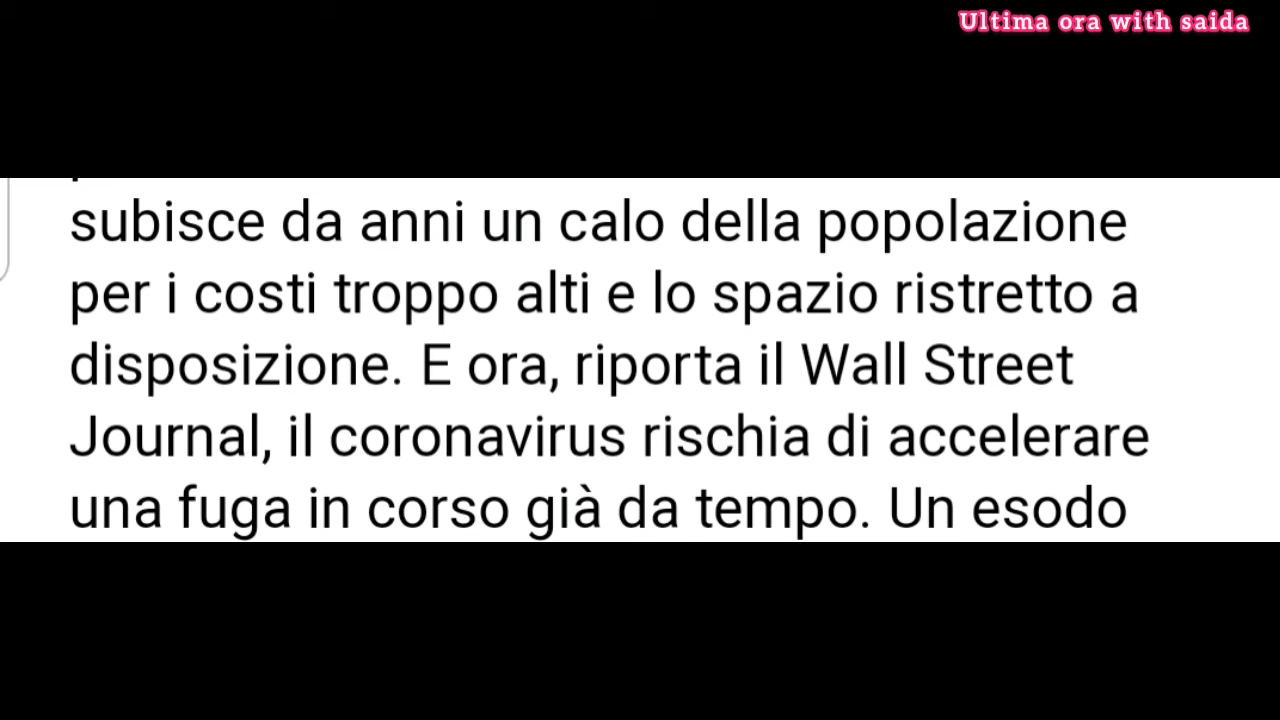 Ultima ora with saida
subisce da anni un calo della popolazione
per i costi troppo alti e lo spazio ristretto a
disposizione. E ora, riporta il Wall Street
Journal, il coronavirus rischia di accelerare
una fuga in corso già da tempo. Un esodo